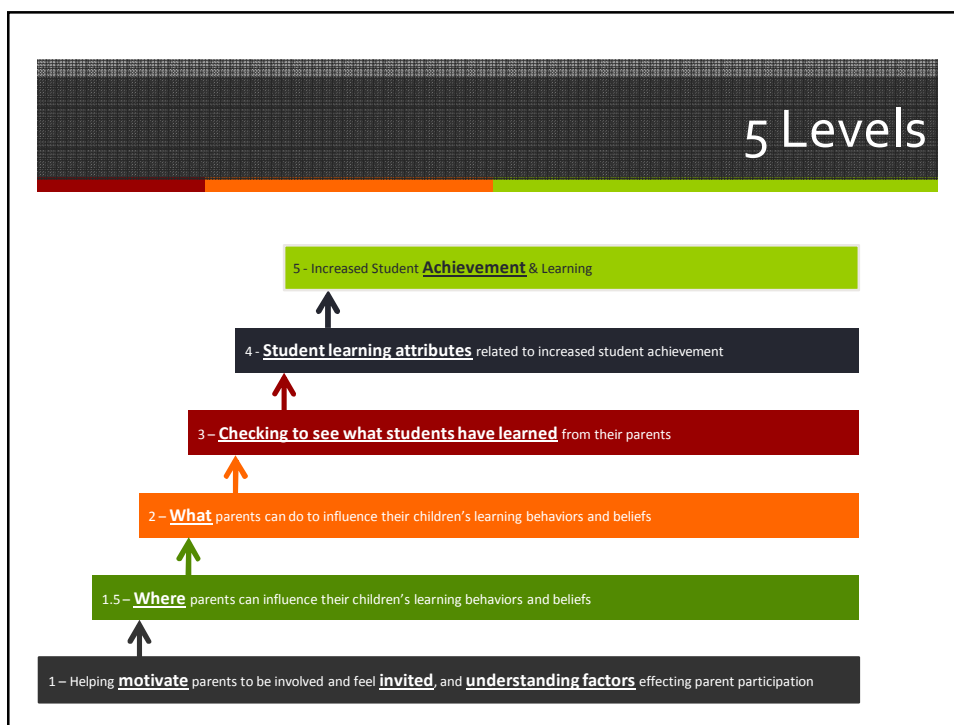 5 Levels
5 - Increased Student Achievement & Learning
4 - Student learning attributes related to increased student achievement
3 – Checking to see what students have learned from their parents
2 – What parents can do to influence their children’s learning behaviors and beliefs
1.5 – Where parents can influence their children’s learning behaviors and beliefs
1 – Helping motivate parents to be involved and feel invited, and understanding factors effecting parent participation